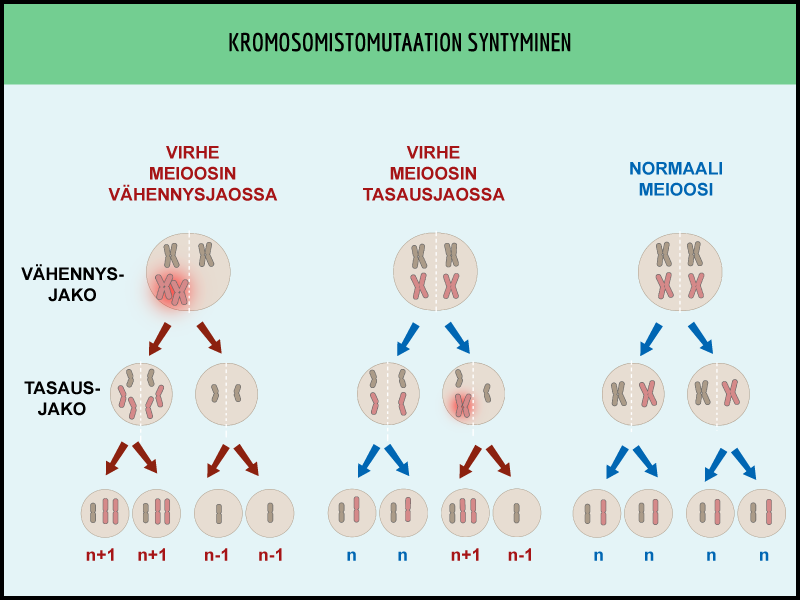 KROMOSOMISTOMUTAATION SYNTYMINEN
VIRHE
MEIOOSIN
VÄHENNYSJAOSSA
VIRHE
MEIOOSIN
TASAUSJAOSSA
NORMAALI
MEIOOSI
VÄHENNYS-
JAKO
TASAUS-
JAKO
n+1 n+1 n-1 n-1 n n n+1 n-1 n n n n